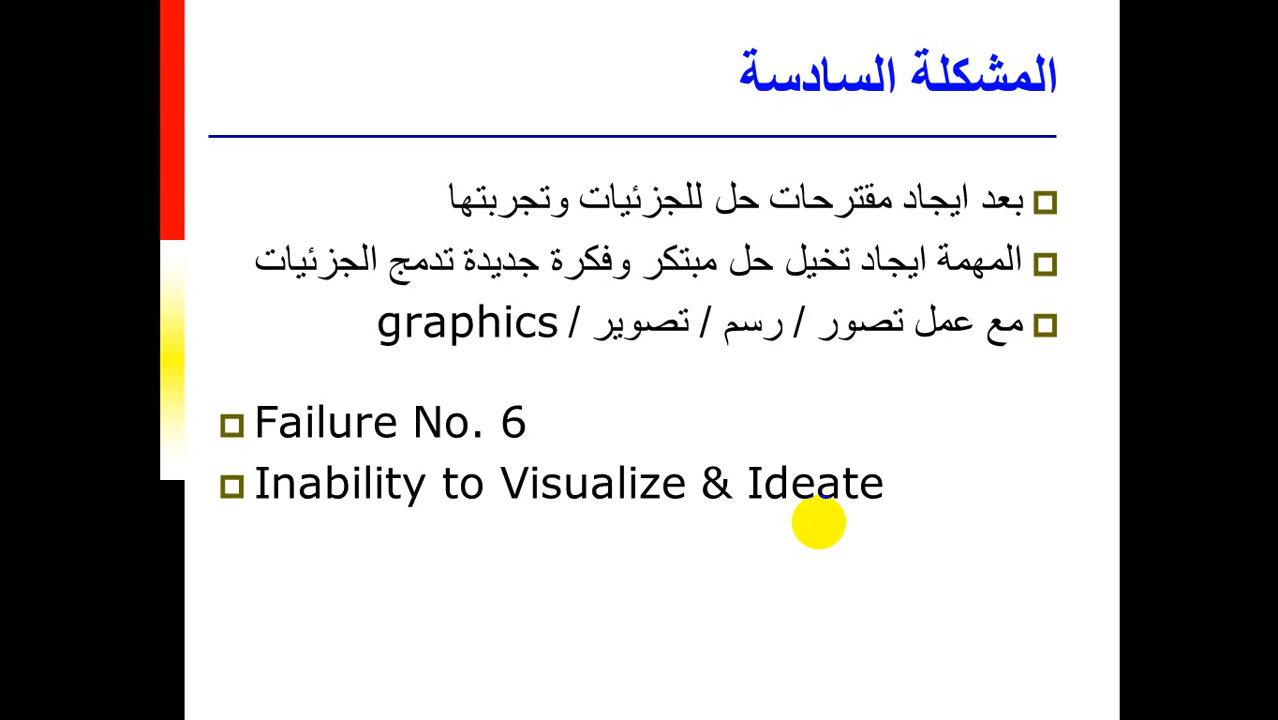 المشكلة السادسة
بعد ايجاد مقترحات حل للجزئيات وتجربتها
المهمة ايجاد تخيل حل مبتكر وفكرة جديدة تدمج الجزئيات
مع عمل تصور / رسم / تصوير / graphics
Failure No. 6
Inability to Visualize & Ideate